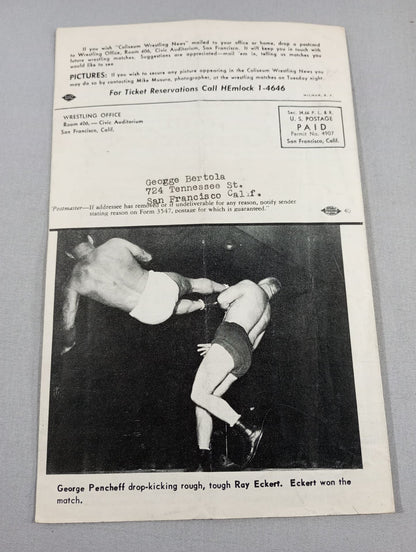 If you wish "Coliseum Wrestling News" mailed to your office or home, drop a postcard
to Wrestling Office, Room 406, Civic Auditorium, San Francisco. It will keep you in touch with
future wrestling matches. Suggestions are appreciated—mail 'em in, telling us matches you
would like to see.
PICTURES: If you wish to secure any picture appearing in the Coliseum Wrestling News you
may do so by contacting Mike Musura, photographer, at the wrestling matches on Tuesday night.
For Ticket Reservations Call HEmlock 1-4646
WRESTLING OFFICE
Room 406, — Civic Auditorium
San Francisco, Calif.
Sec. 34.66 P. L. & R.
U. S. POSTAGE
PAID
Permit No. 4907
San Francisco, Calif.
George Bertola
724 Tennessee St.
San Francisco Calif.
"Postmaster—If addressee has removed or if undeliverable for any reason, notify sender
stating reason on Form 3547, postage for which is guaranteed."
George Pencheff drop-kicking rough, tough Ray Eckert. Eckert won the
match.